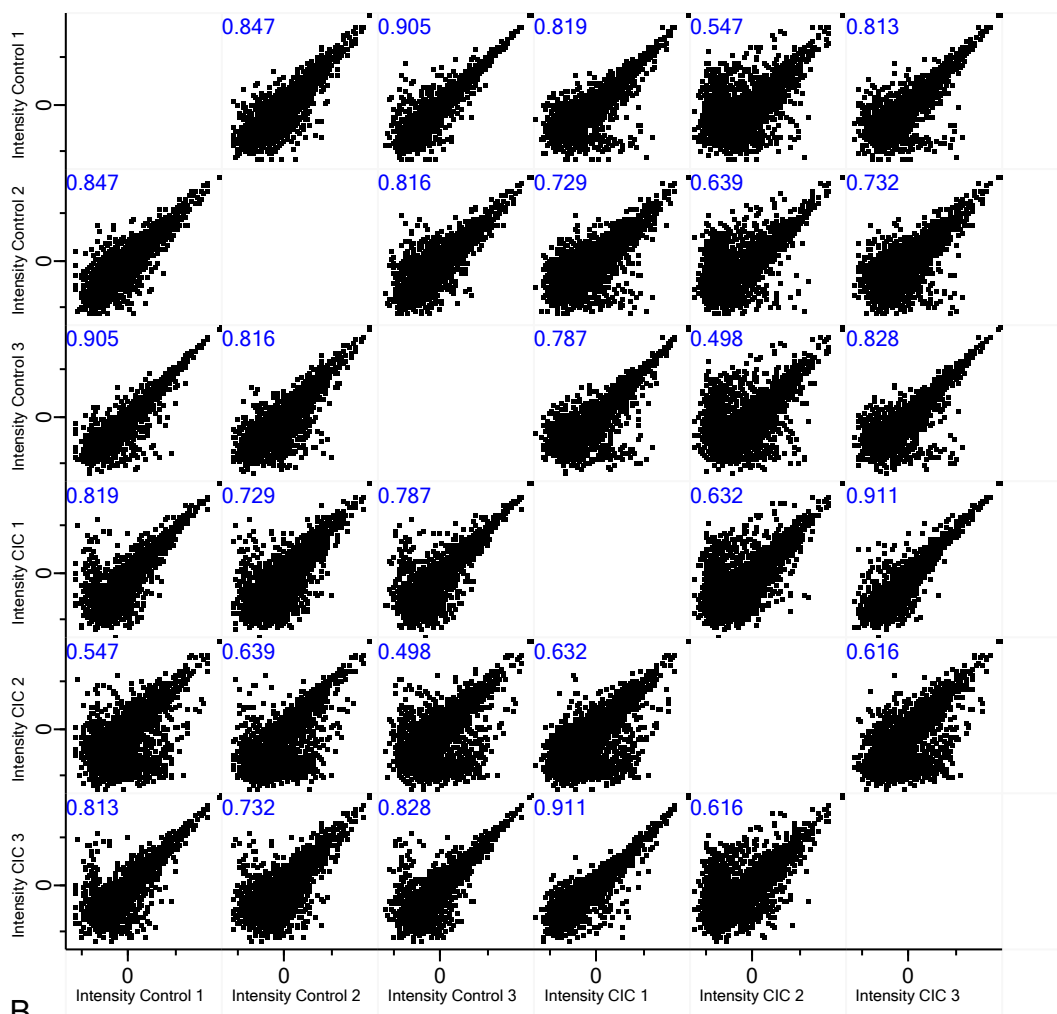 0.847 0.905 0.819 0.547 0.813
Intensity Control 1
0
0.847 0.816 0.729 0.639 0.732
Intensity Control 2
0
0.905 0.816 0.787 0.498 0.828
Intensity Control 3
0
0.819 0.729 0.787 0.632 0.911
Intensity CIC 1
0
0.547 0.639 0.498 0.632 0.616
Intensity CIC 2
0
0.813 0.732 0.828 0.911 0.616
Intensity CIC 3
0
0 0 0 0 0 0
Intensity Control 1 Intensity Control 2 Intensity Control 3 Intensity CIC 1 Intensity CIC 2 Intensity CIC 3
B